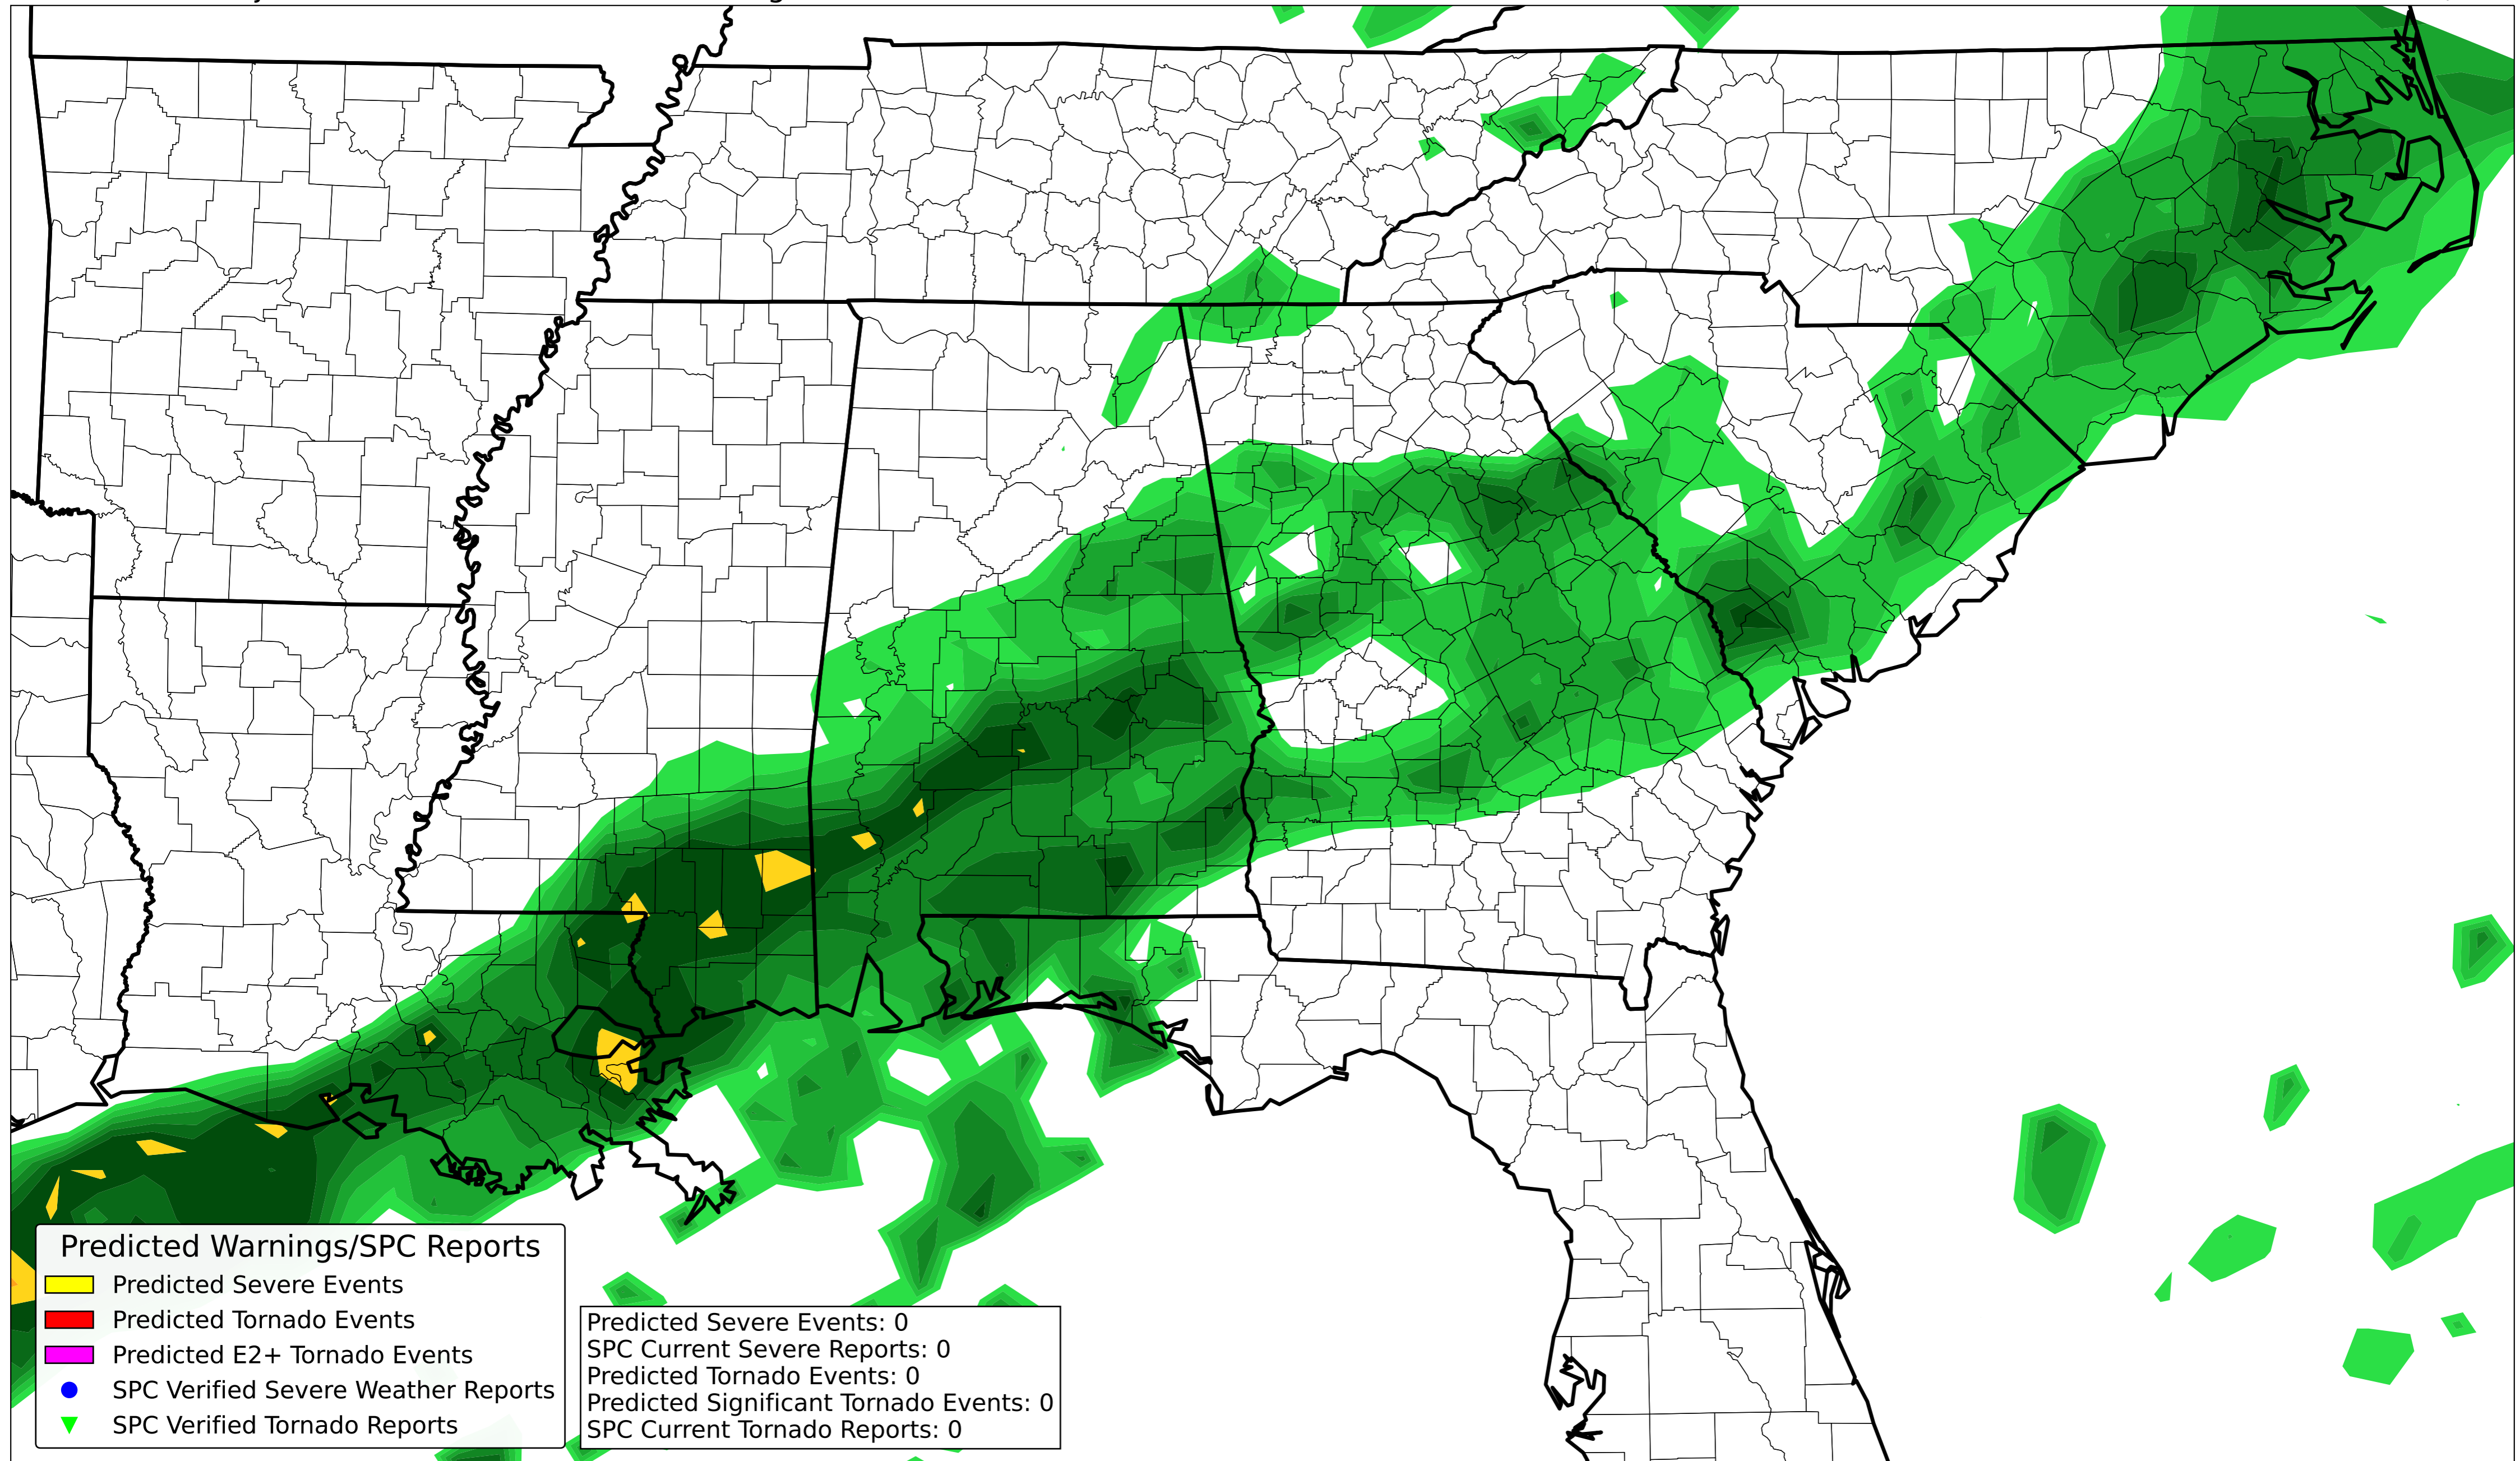 Predicted Warnings/SPC Reports
Predicted Severe Events
Predicted Tornado Events
Predicted E2+ Tornado Events
SPC Verified Severe Weather Reports
SPC Verified Tornado Reports
Predicted Severe Events: 0
SPC Current Severe Reports: 0
Predicted Tornado Events: 0
Predicted Significant Tornado Events: 0
SPC Current Tornado Reports: 0